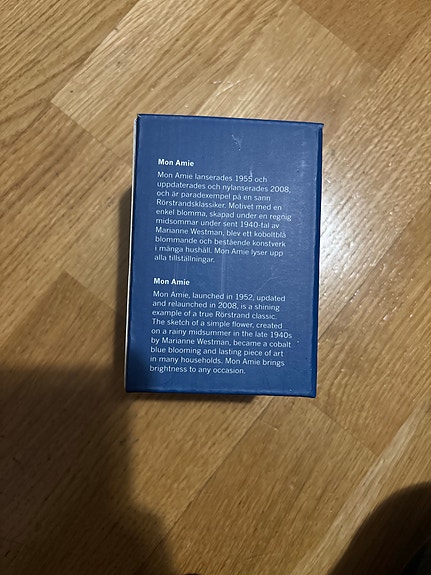 Mon Amie
Mon Amie lanserades 1955 och
uppdaterades och nylanserades 2008,
och är paradexempel på en sann
Rörstrandsklassiker. Motivet med en
enkel blomma, skapad under en regnig
midsommar under sent 1940-tal av
Marianne Westman, blev ett koboltblå
blommande och bestående konstverk
i många hushåll. Mon Amie lyser upp
alla tillställningar.
Mon Amie
Mon Amie, launched in 1952, updated
and relaunched in 2008, is a shining
example of a true Rörstrand classic.
The sketch of a simple flower, created
on a rainy midsummer in the late 1940s
by Marianne Westman, became a cobalt
blue blooming and lasting piece of art
in many households. Mon Amie brings
brightness to any occasion.